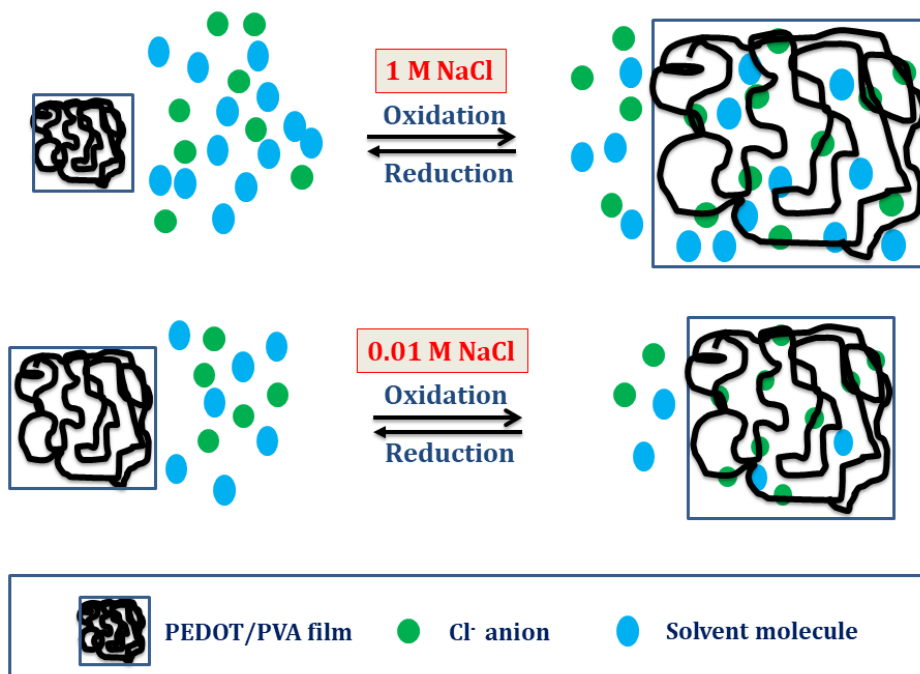 1 M NaCl
Oxidation
Reduction
0.01 M NaCl
Oxidation
Reduction
PEDOT/PVA film
Cl⁻ anion
Solvent molecule